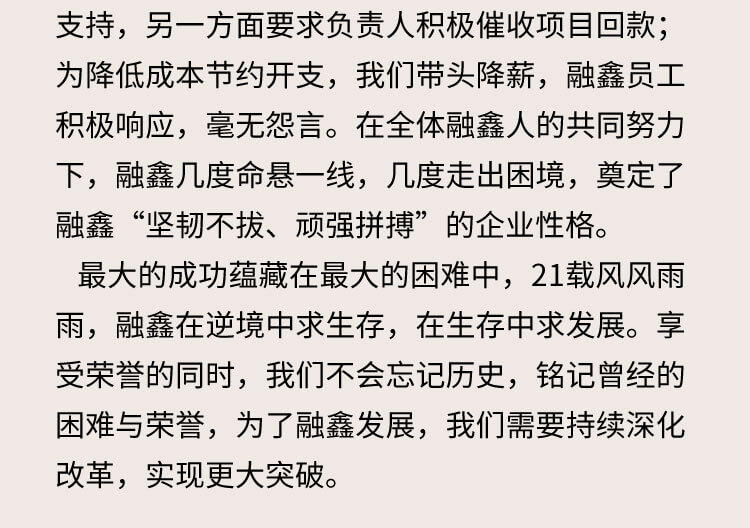 支持，另一方面要求负责人积极催收项目回款；
为降低成本节约开支，我们带头降薪，融鑫员工
积极响应，毫无怨言。在全体融鑫人的共同努力
下，融鑫几度命悬一线，几度走出困境，奠定了
融鑫“坚韧不拔、顽强拼搏”的企业性格。
最大的成功蕴藏在最大的困难中，21载风风雨
雨，融鑫在逆境中求生存，在生存中求发展。享
受荣誉的同时，我们不会忘记历史，铭记曾经的
困难与荣誉，为了融鑫发展，我们需要持续深化
改革，实现更大突破。